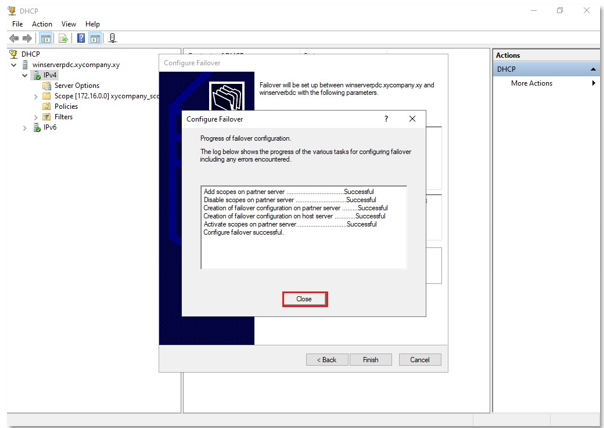 DHCP
File Action View Help
DHCP
winserverpdc.xycompany.xy
IPv4
Server Options
Scope [172.16.0.0] xycompany_sco
Policies
Filters
IPv6
Configure Failover
Failover will be set up between winserverpdc.xycompany.xy and
winserverbdc with the following parameters.
Configure Failover
?
Progress of failover configuration.
The log below shows the progress of the various tasks for configuring failover
including any errors encountered.
Add scopes on partner server ..............................Successful
Disable scopes on partner server ..........................Successful
Creation of failover configuration on partner server ........Successful
Creation of failover configuration on host server ...........Successful
Activate scopes on partner server.........................Successful
Configure failover successful.
Close
< Back Finish Cancel
Actions
DHCP
More Actions